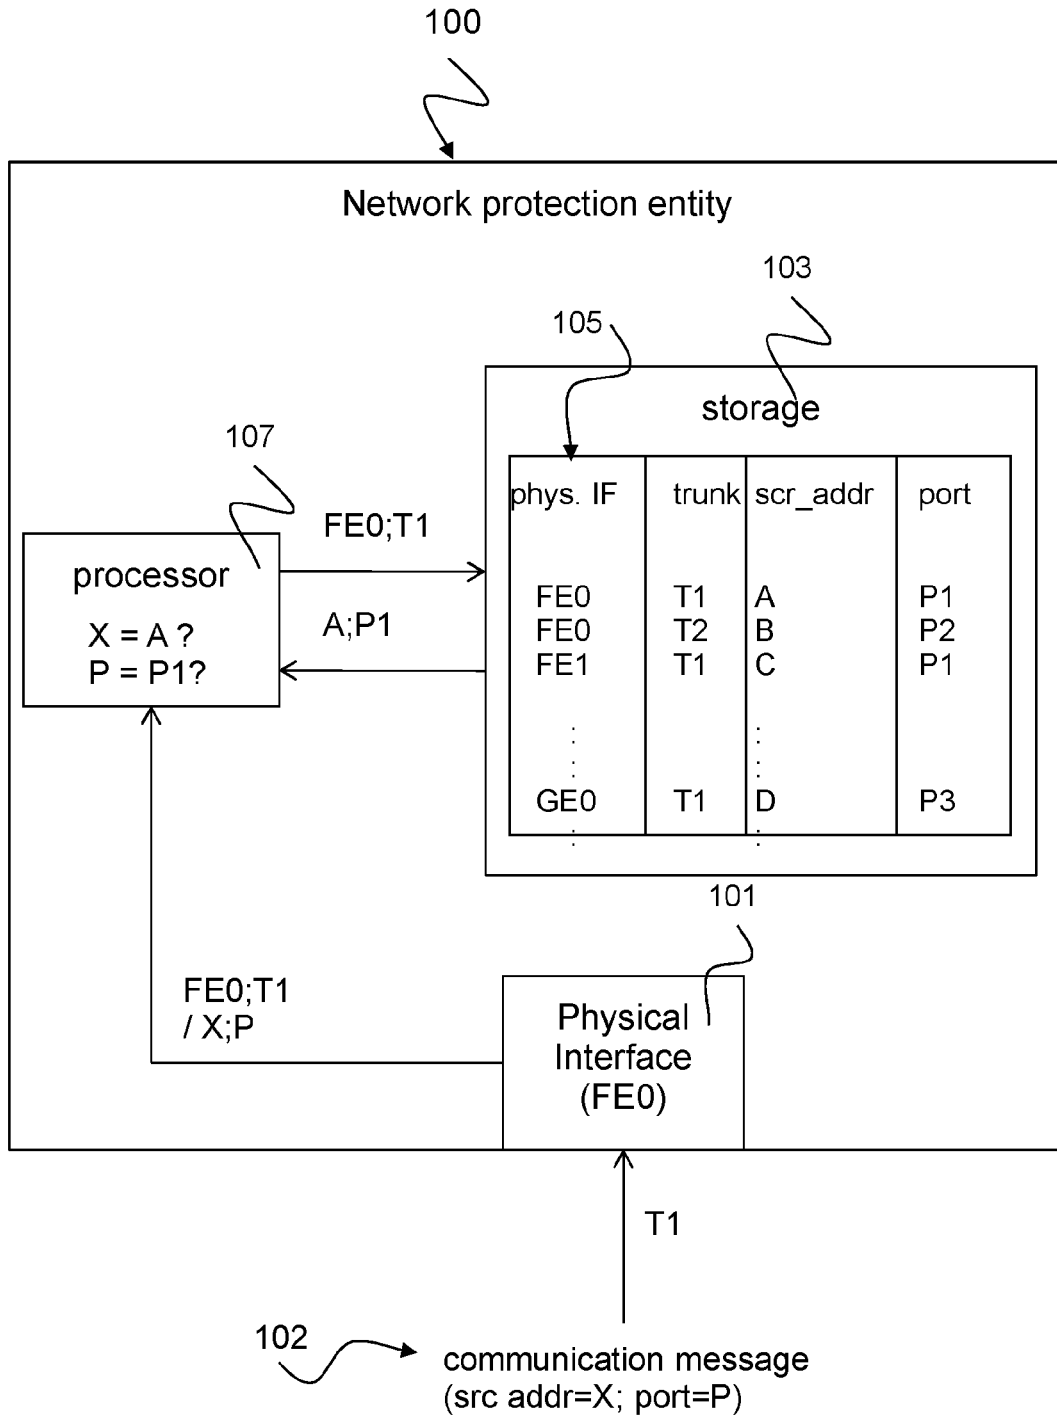 100
Network protection entity
103
105
storage
107
phys. IF trunk scr_addr port
FE0;T1
processor
FE0 T1 A P1
A;P1
X = A ?
FE0 T2 B P2
P = P1?
FE1 T1 C P1
GE0 T1 D P3
101
FE0;T1
/ X;P
Physical
Interface
(FE0)
T1
102
communication message
(src addr=X; port=P)